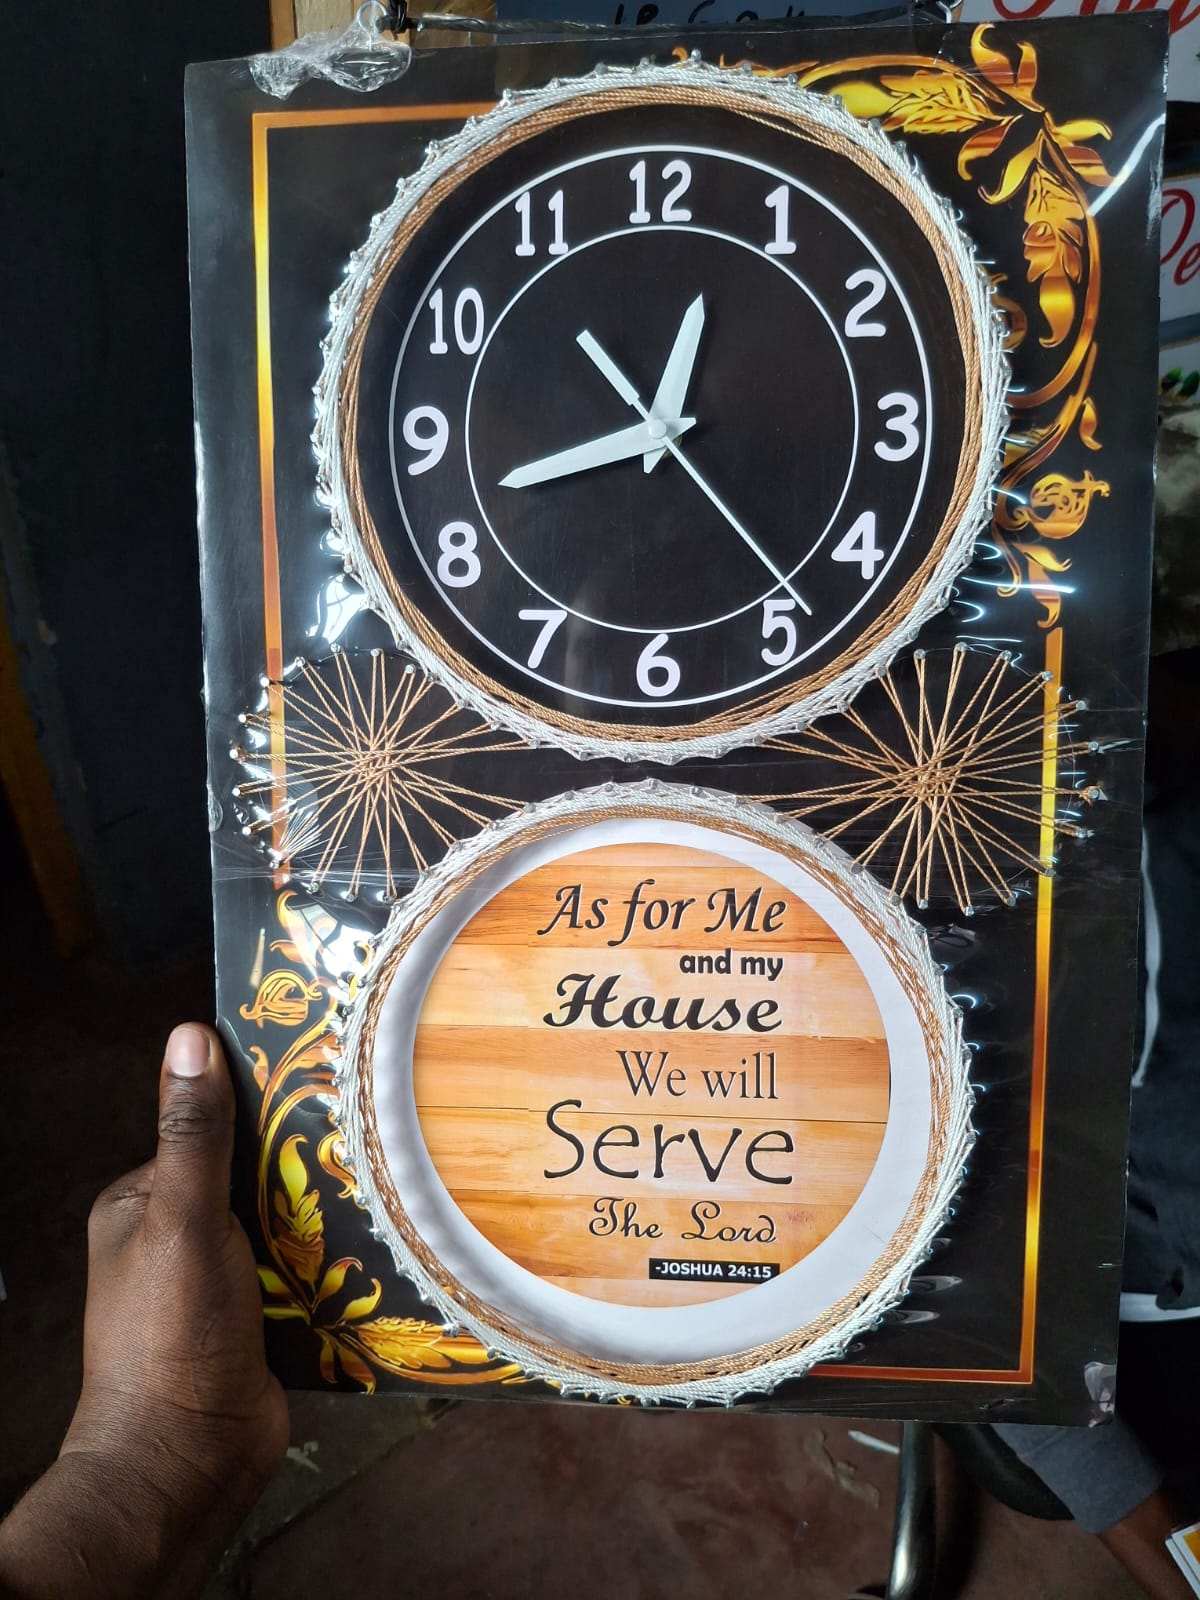 12
1
2
3
4
5
6
7
8
9
10
11
As for Me
and my
House
We will
Serve
The Lord
-JOSHUA 24:15